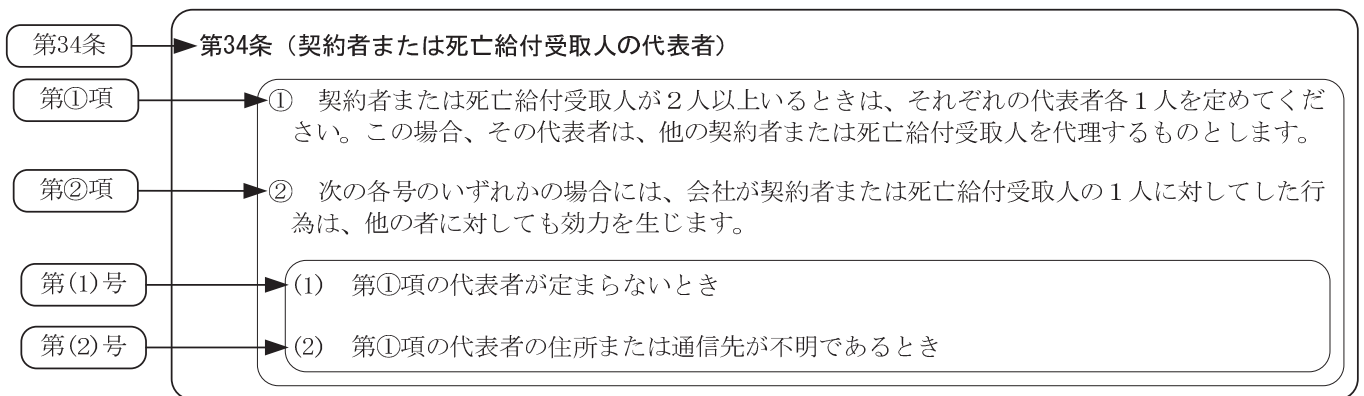 第34条
第34条（契約者または死亡給付受取人の代表者）
第①項
①　契約者または死亡給付受取人が２人以上いるときは、それぞれの代表者各１人を定めてくだ
さい。この場合、その代表者は、他の契約者または死亡給付受取人を代理するものとします。
第②項
②　次の各号のいずれかの場合には、会社が契約者または死亡給付受取人の１人に対してした行
為は、他の者に対しても効力を生じます。
第(1)号
(1)　第①項の代表者が定まらないとき
第(2)号
(2)　第①項の代表者の住所または通信先が不明であるとき